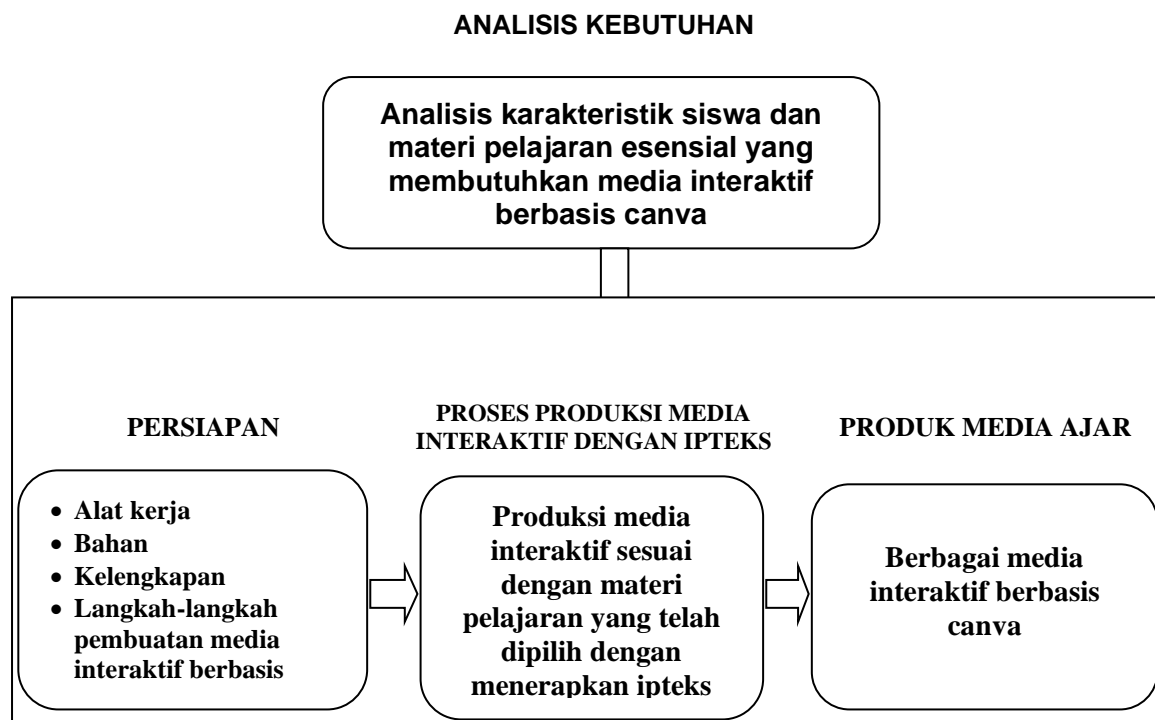 ANALISIS KEBUTUHAN
Analisis karakteristik siswa dan
materi pelajaran esensial yang
membutuhkan media interaktif
berbasis canva
PERSIAPAN
• Alat kerja
• Bahan
• Kelengkapan
• Langkah-langkah
pembuatan media
interaktif berbasis
PROSES PRODUKSI MEDIA
INTERAKTIF DENGAN IPTEKS
Produksi media
interaktif sesuai
dengan materi
pelajaran yang telah
dipilih dengan
menerapkan ipteks
PRODUK MEDIA AJAR
Berbagai media
interaktif berbasis
canva